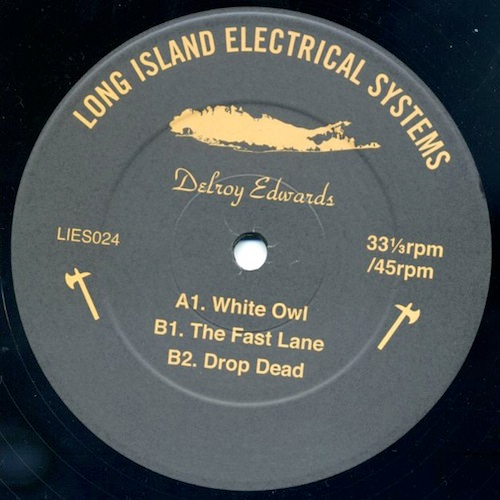 LONG ISLAND ELECTRICAL SYSTEMS
Delroy Edwards
LIES024
33⅓rpm
/45rpm
A1. White Owl
B1. The Fast Lane
B2. Drop Dead